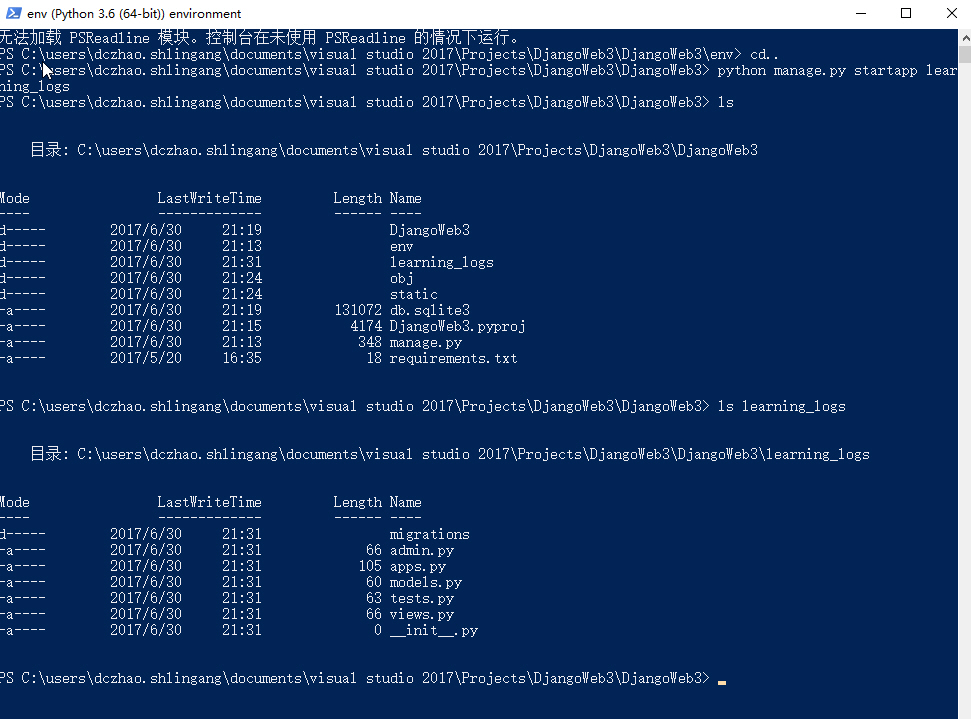 env (Python 3.6 (64-bit)) environment
无法加载 PSReadline 模块。控制台在未使用 PSReadline 的情况下运行。
PS C:\users\dczhao.shlingang\documents\visual studio 2017\Projects\DjangoWeb3\DjangoWeb3\env> cd..
PS C:\users\dczhao.shlingang\documents\visual studio 2017\Projects\DjangoWeb3\DjangoWeb3> python manage.py startapp lear
ning_logs
PS C:\users\dczhao.shlingang\documents\visual studio 2017\Projects\DjangoWeb3\DjangoWeb3> ls
目录: C:\users\dczhao.shlingang\documents\visual studio 2017\Projects\DjangoWeb3\DjangoWeb3
Mode LastWriteTime Length Name
---- ------------- ------ ----
d----- 2017/6/30 21:19 DjangoWeb3
d----- 2017/6/30 21:13 env
d----- 2017/6/30 21:31 learning_logs
d----- 2017/6/30 21:24 obj
d----- 2017/6/30 21:24 static
-a---- 2017/6/30 21:19 131072 db.sqlite3
-a---- 2017/6/30 21:15 4174 DjangoWeb3.pyproj
-a---- 2017/6/30 21:13 348 manage.py
-a---- 2017/5/20 16:35 18 requirements.txt
PS C:\users\dczhao.shlingang\documents\visual studio 2017\Projects\DjangoWeb3\DjangoWeb3> ls learning_logs
目录: C:\users\dczhao.shlingang\documents\visual studio 2017\Projects\DjangoWeb3\DjangoWeb3\learning_logs
Mode LastWriteTime Length Name
---- ------------- ------ ----
d----- 2017/6/30 21:31 migrations
-a---- 2017/6/30 21:31 66 admin.py
-a---- 2017/6/30 21:31 105 apps.py
-a---- 2017/6/30 21:31 60 models.py
-a---- 2017/6/30 21:31 63 tests.py
-a---- 2017/6/30 21:31 66 views.py
-a---- 2017/6/30 21:31 0 __init__.py
PS C:\users\dczhao.shlingang\documents\visual studio 2017\Projects\DjangoWeb3\DjangoWeb3>